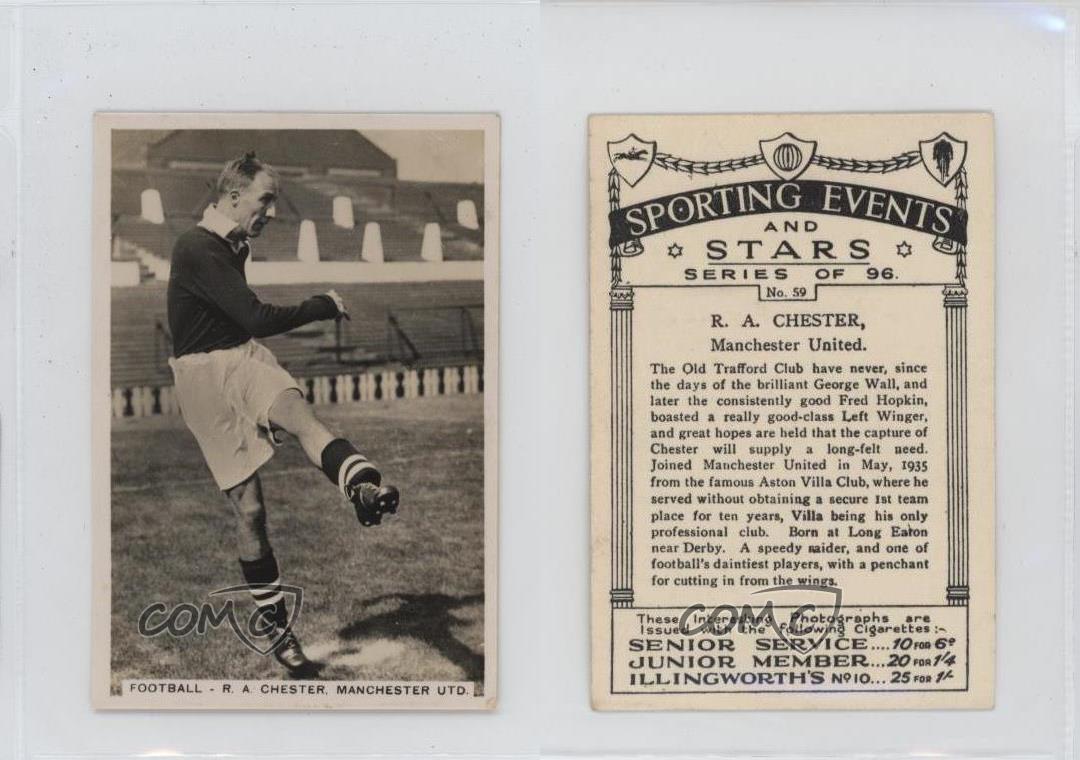 FOOTBALL - R. A. CHESTER, MANCHESTER UTD.
COMC
SPORTING EVENTS
AND
STARS
SERIES OF 96.
No. 59
R. A. CHESTER,
Manchester United.
The Old Trafford Club have never, since
the days of the brilliant George Wall, and
later the consistently good Fred Hopkin,
boasted a really good-class Left Winger,
and great hopes are held that the capture of
Chester will supply a long-felt need.
Joined Manchester United in May, 1935
from the famous Aston Villa Club, where he
served without obtaining a secure 1st team
place for ten years, Villa being his only
professional club. Born at Long Eaton
near Derby. A speedy raider, and one of
football's daintiest players, with a penchant
for cutting in from the wings.
These Interesting Photographs are
Issued with the following Cigarettes :-
SENIOR SERVICE....10 FOR 6D
JUNIOR MEMBER...20 FOR 1/4
ILLINGWORTH'S No 10...25 FOR 1/-
COMC